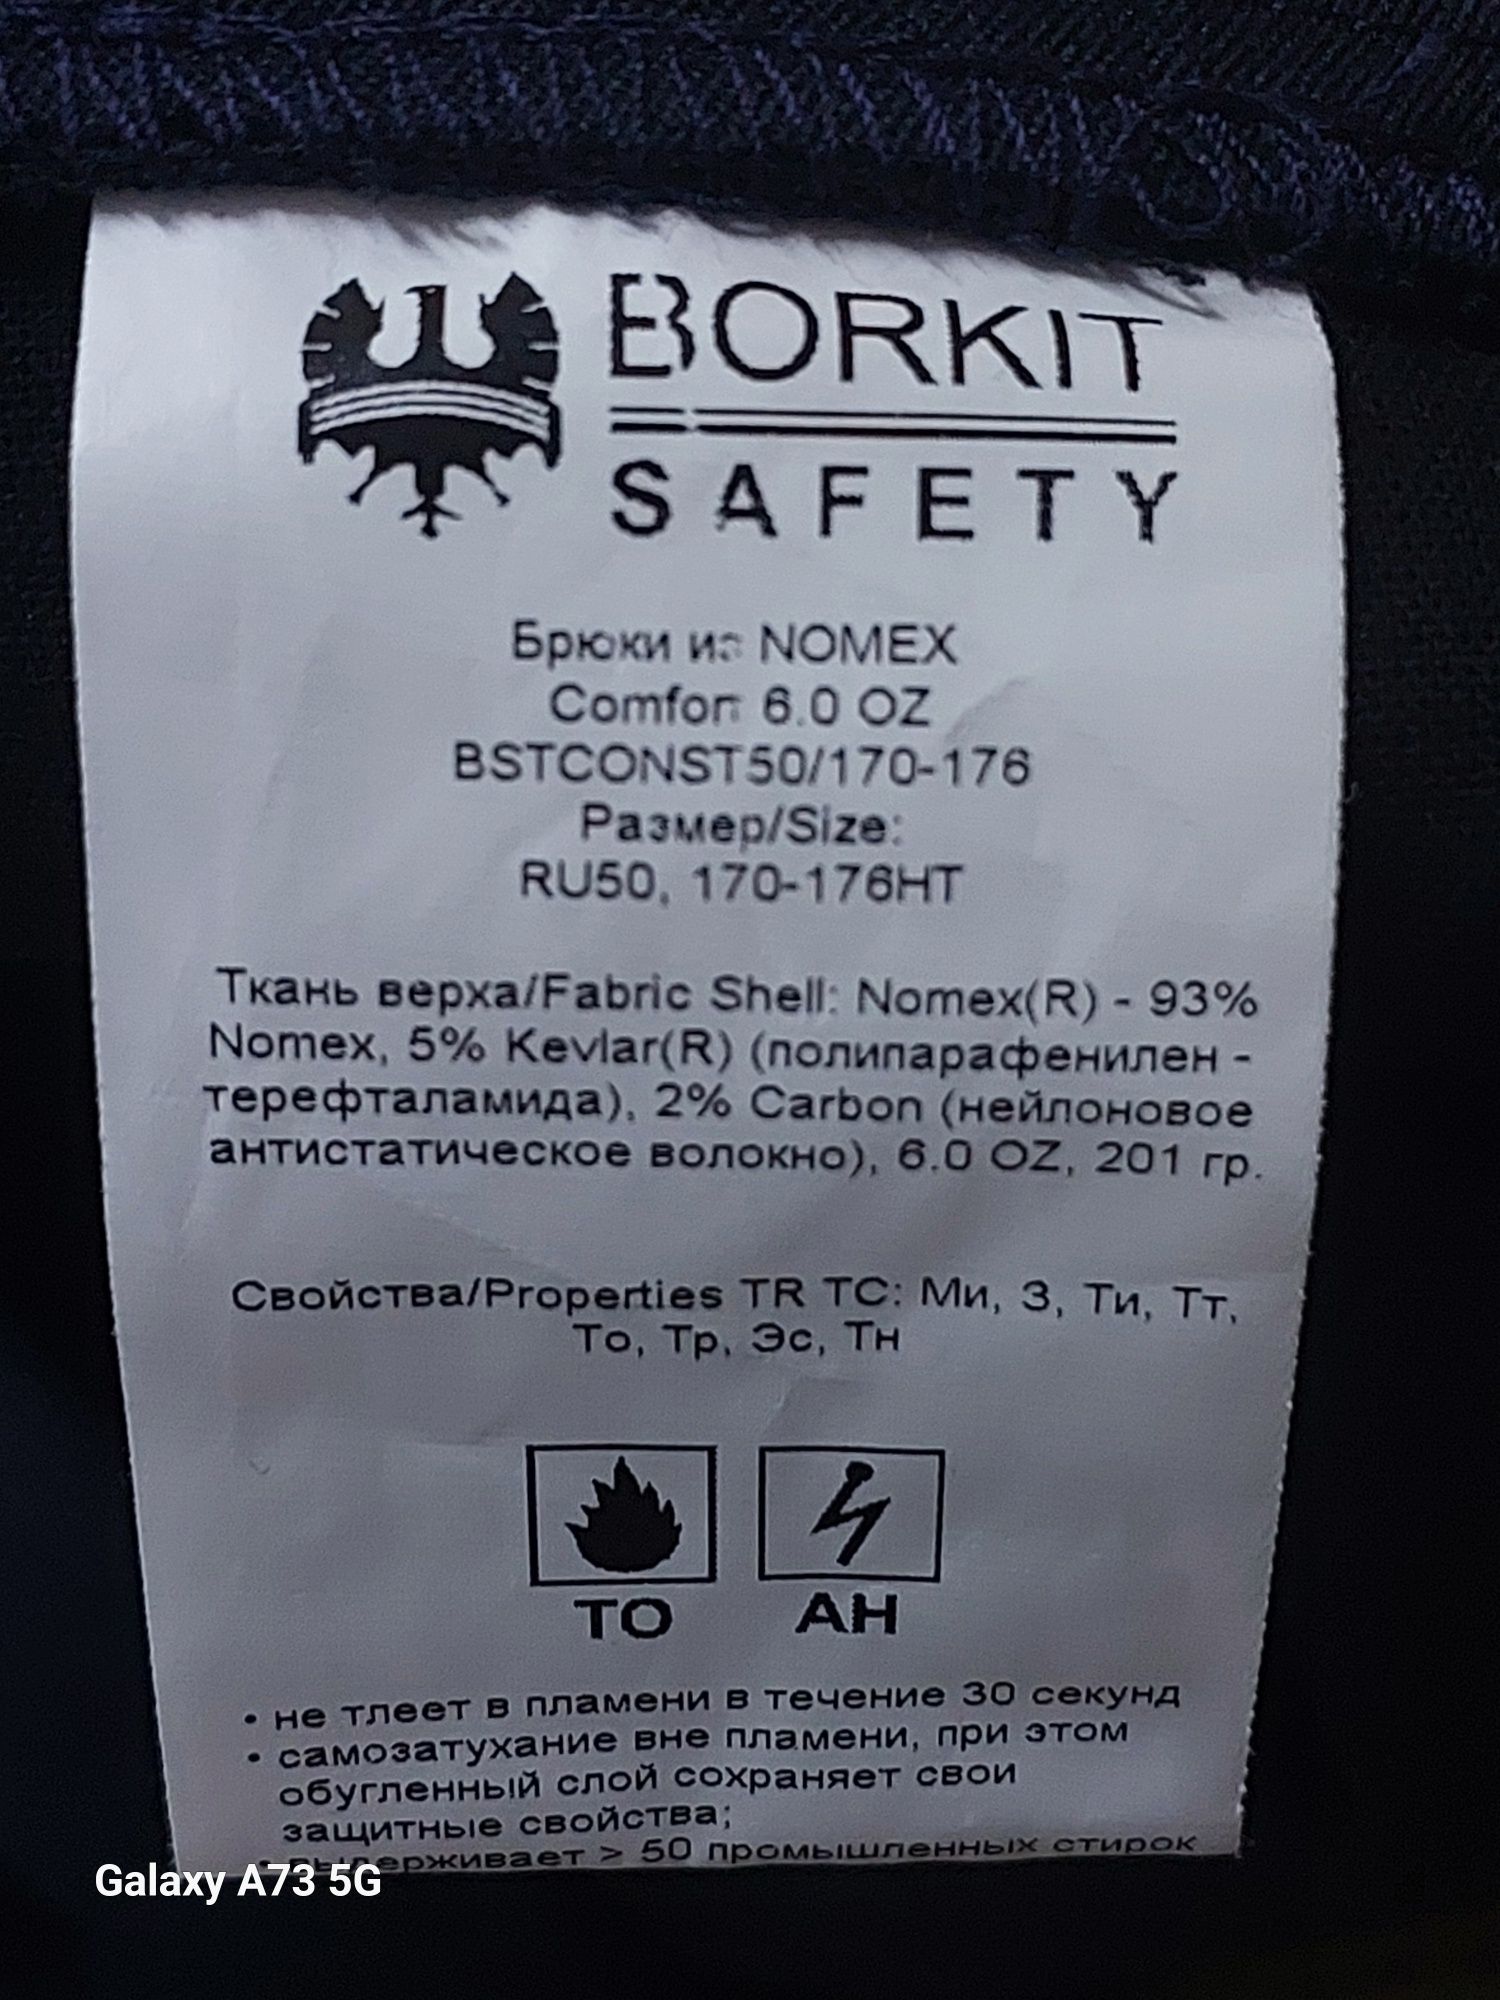 BORKIT
SAFETY
Брюки из NOMEX
Comfort 6.0 OZ
BSTCONST50/170-176
Размер/Size:
RU50, 170-176HT
Ткань верха/Fabric Shell: Nomex(R) - 93%
Nomex, 5% Kevlar(R) (полипарафенилен -
терефталамида), 2% Carbon (нейлоновое
антистатическое волокно), 6.0 OZ, 201 гр.
Свойства/Properties TR TC: Ми, З, Ти, Тт,
То, Тр, Эс, Тн
ТО АН
• не тлеет в пламени в течение 30 секунд
• самозатухание вне пламени, при этом
обугленный слой сохраняет свои
защитные свойства;
• выдерживает > 50 промышленных стирок
Galaxy A73 5G